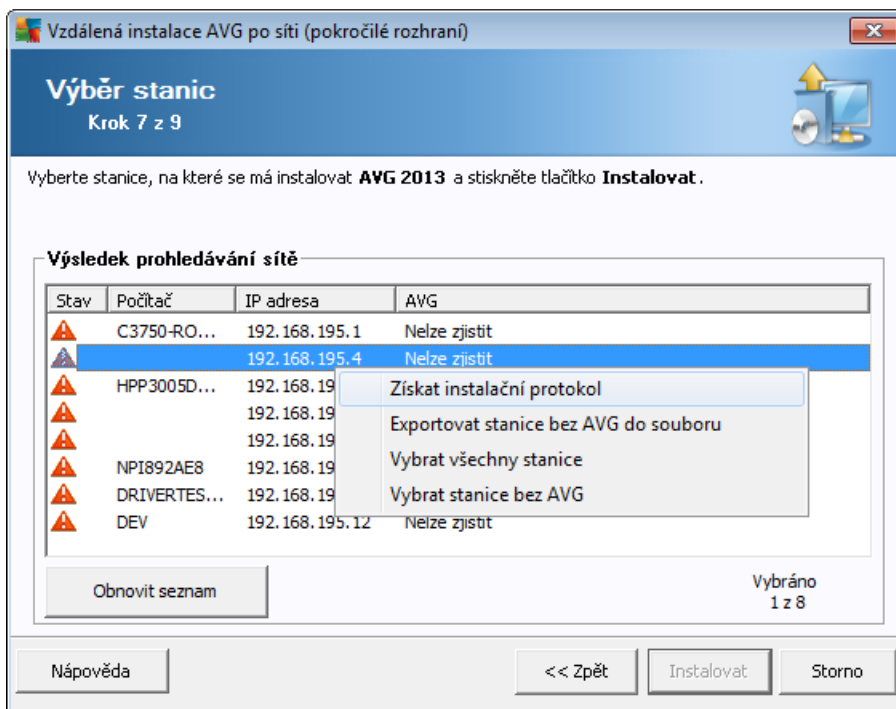 Vzdálená instalace AVG po síti (pokročilé rozhraní)
Výběr stanic
Krok 7 z 9
Vyberte stanice, na které se má instalovat AVG 2013 a stiskněte tlačítko Instalovat.
Výsledek prohledávání sítě
Stav Počítač IP adresa AVG
C3750-RO... 192.168.195.1 Nelze zjistit
192.168.195.4 Nelze zjistit
HPP3005D... 192.168.19
192.168.19
192.168.19
NPI892AE8 192.168.19
DRIVERTES... 192.168.19
DEV 192.168.195.12 Nelze zjistit
Získat instalační protokol
Exportovat stanice bez AVG do souboru
Vybrat všechny stanice
Vybrat stanice bez AVG
Obnovit seznam
Vybráno
1 z 8
Nápověda << Zpět Instalovat Storno